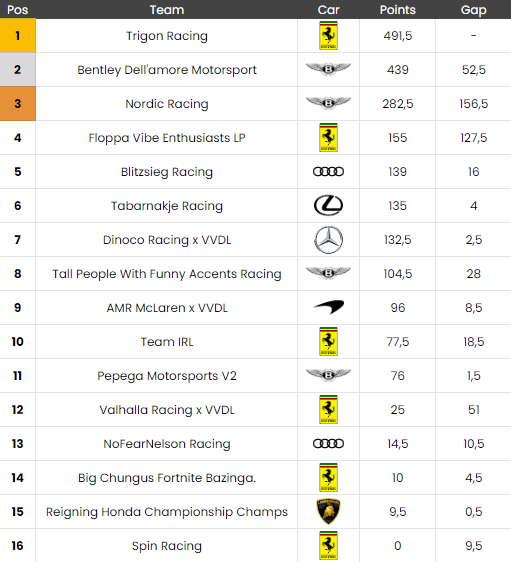 Pos Team Car Points Gap
1 Trigon Racing 491,5 -
2 Bentley Dell'amore Motorsport 439 52,5
3 Nordic Racing 282,5 156,5
4 Floppa Vibe Enthusiasts LP 155 127,5
5 Blitzsieg Racing 139 16
6 Tabarnakje Racing 135 4
7 Dinoco Racing x VVDL 132,5 2,5
8 Tall People With Funny Accents Racing 104,5 28
9 AMR McLaren x VVDL 96 8,5
10 Team IRL 77,5 18,5
11 Pepega Motorsports V2 76 1,5
12 Valhalla Racing x VVDL 25 51
13 NoFearNelson Racing 14,5 10,5
14 Big Chungus Fortnite Bazinga. 10 4,5
15 Reigning Honda Championship Champs 9,5 0,5
16 Spin Racing 0 9,5